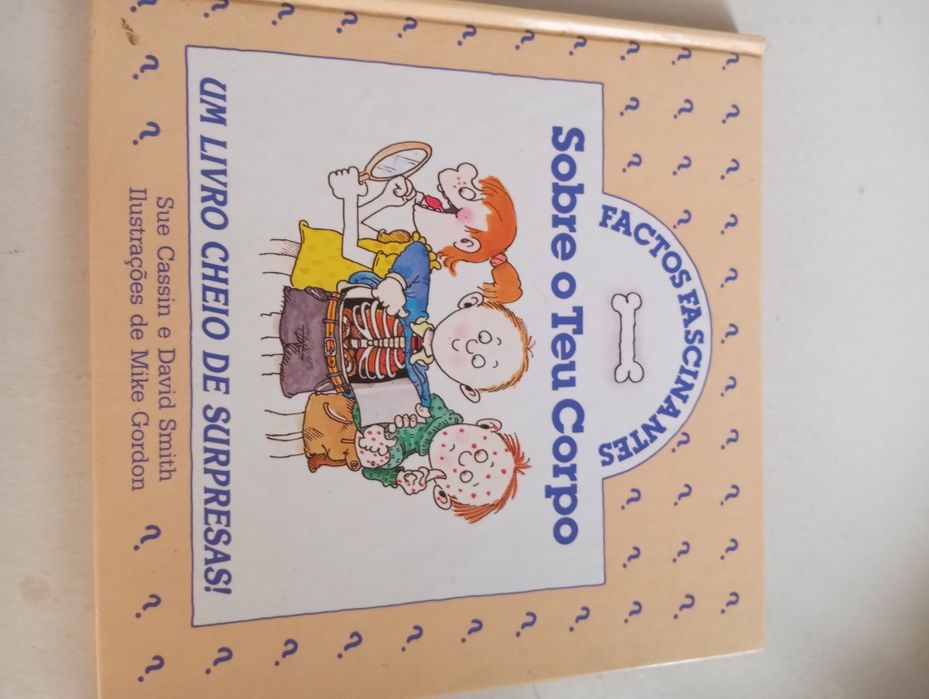 FACTOS FASCINANTES
Sobre o Teu Corpo
UM LIVRO CHEIO DE SURPRESAS!
Sue Cassin e David Smith
Ilustrações de Mike Gordon